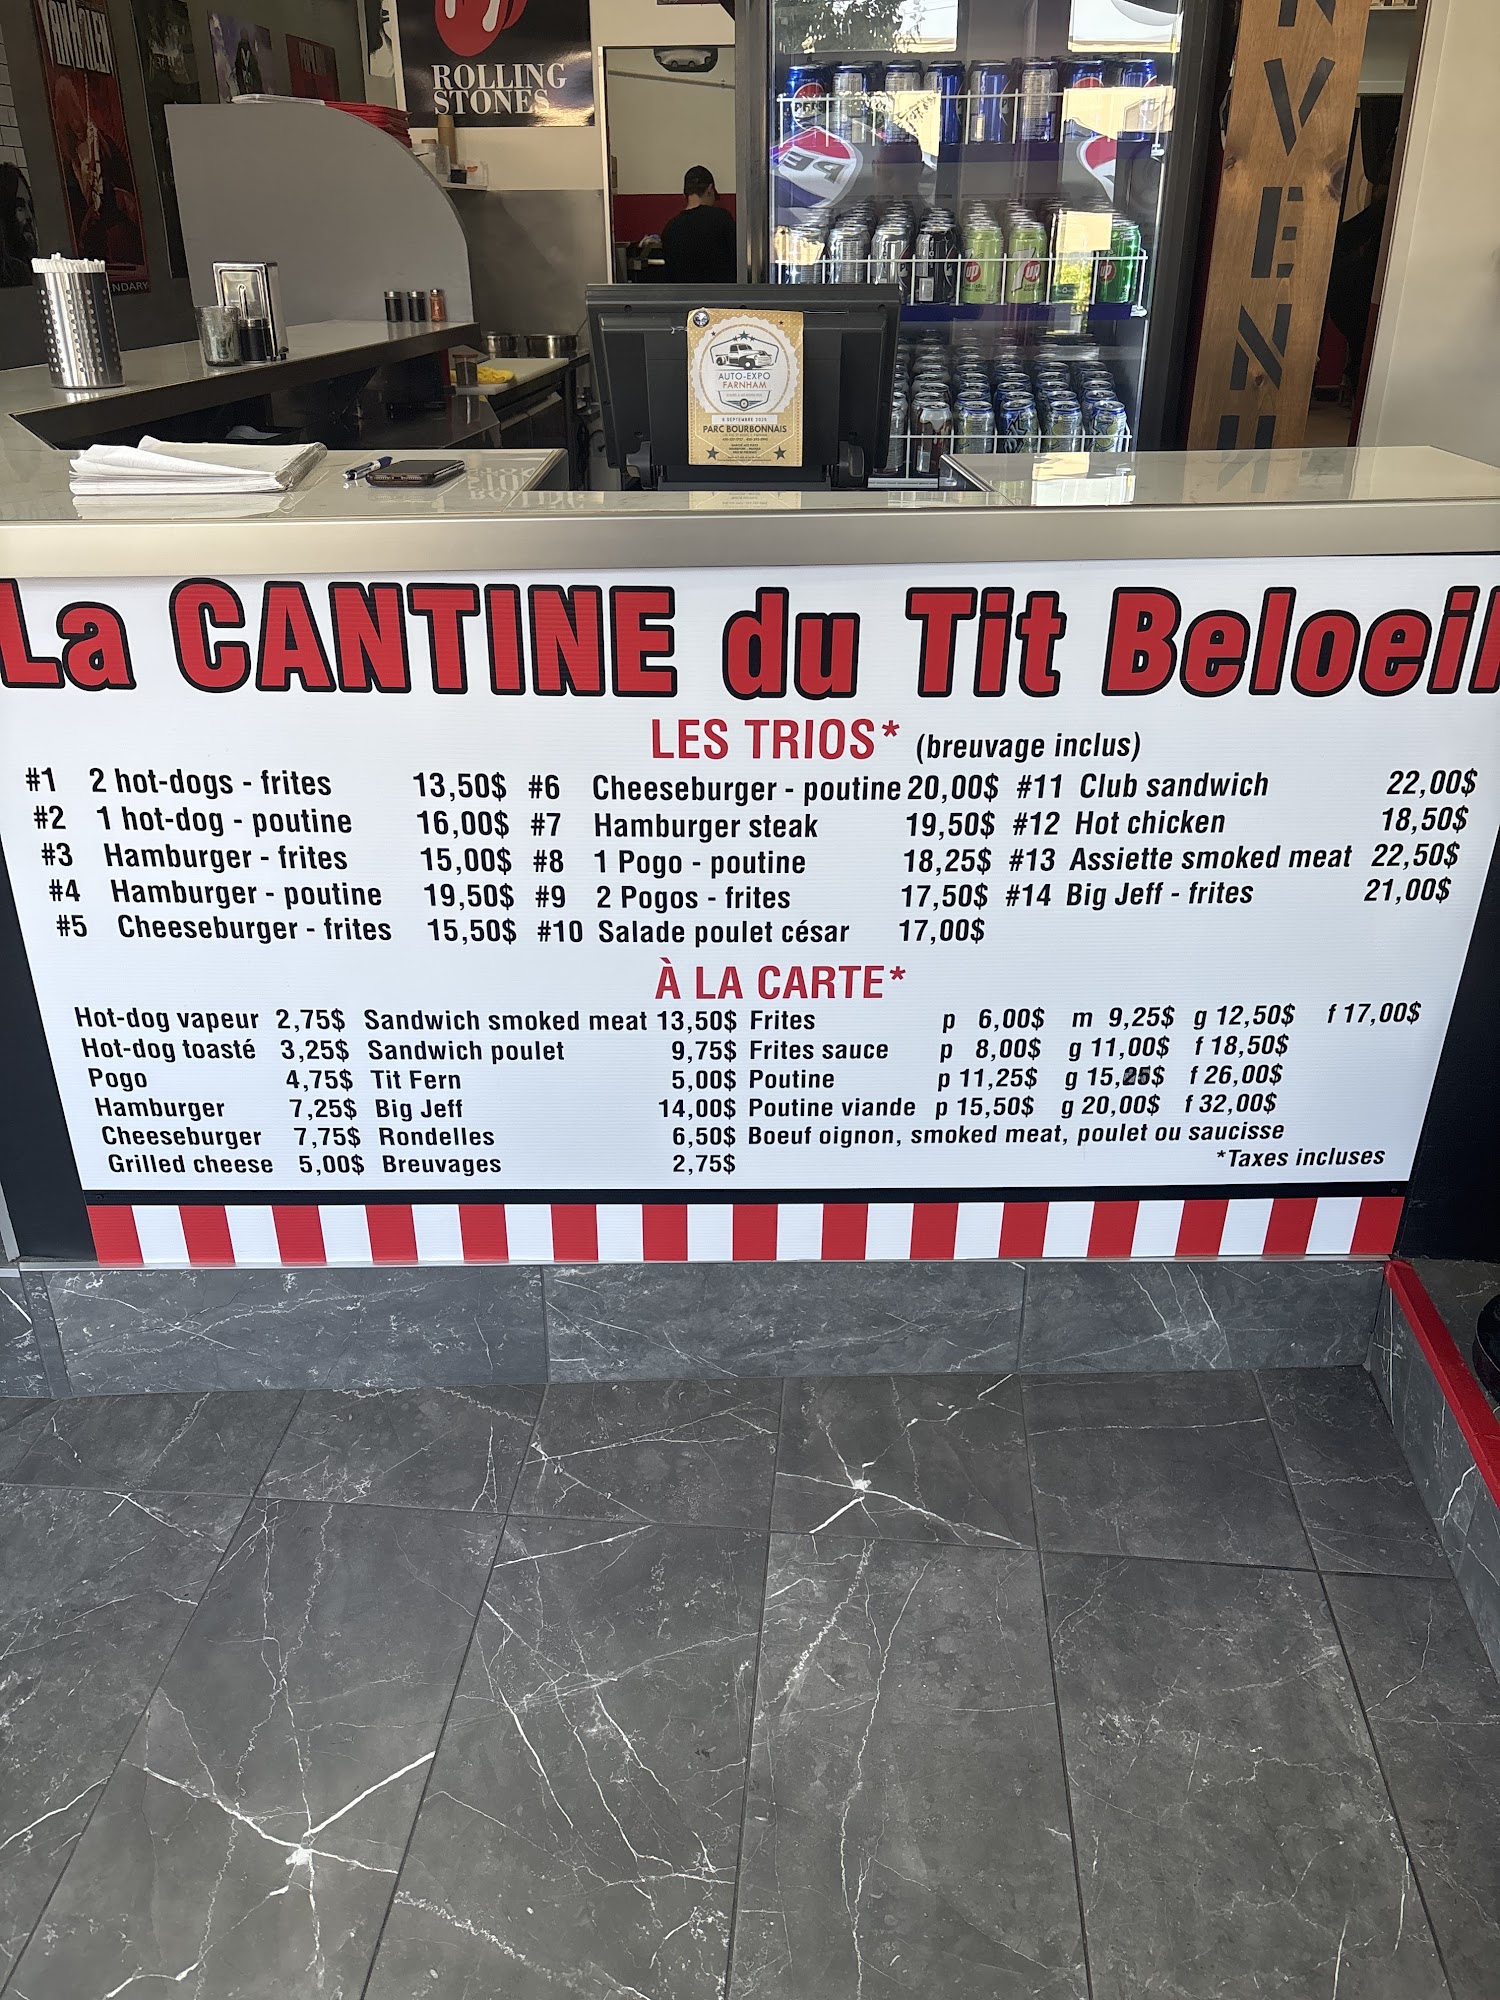 ROLLING
STONES
NDARY
PEPSI
UP
UP
UP
VENU
AUTO-EXPO
FARNHAM
PARC BOURBONNAIS
La CANTINE du Tit Beloeil
LES TRIOS* (breuvage inclus)
#1 2 hot-dogs - frites 13,50$ #6 Cheeseburger - poutine 20,00$ #11 Club sandwich 22,00$
#2 1 hot-dog - poutine 16,00$ #7 Hamburger steak 19,50$ #12 Hot chicken 18,50$
#3 Hamburger - frites 15,00$ #8 1 Pogo - poutine 18,25$ #13 Assiette smoked meat 22,50$
#4 Hamburger - poutine 19,50$ #9 2 Pogos - frites 17,50$ #14 Big Jeff - frites 21,00$
#5 Cheeseburger - frites 15,50$ #10 Salade poulet césar 17,00$
À LA CARTE*
Hot-dog vapeur 2,75$ Sandwich smoked meat 13,50$ Frites p 6,00$ m 9,25$ g 12,50$ f 17,00$
Hot-dog toasté 3,25$ Sandwich poulet 9,75$ Frites sauce p 8,00$ g 11,00$ f 18,50$
Pogo 4,75$ Tit Fern 5,00$ Poutine p 11,25$ g 15,25$ f 26,00$
Hamburger 7,25$ Big Jeff 14,00$ Poutine viande p 15,50$ g 20,00$ f 32,00$
Cheeseburger 7,75$ Rondelles 6,50$ Boeuf oignon, smoked meat, poulet ou saucisse
Grilled cheese 5,00$ Breuvages 2,75$ *Taxes incluses